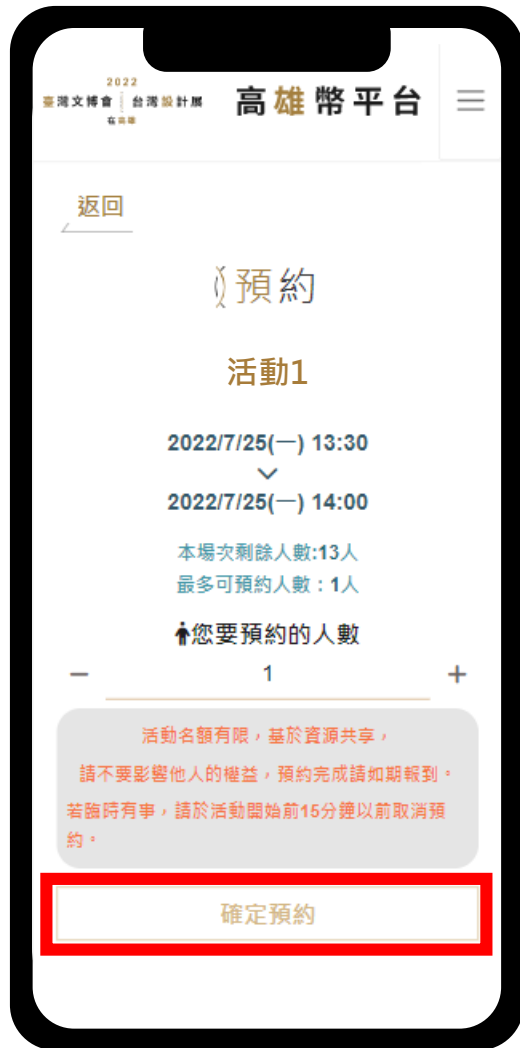 2022
臺灣文博會 台灣設計展
在高雄
高雄幣平台
返回
預約
活動1
2022/7/25(一) 13:30
2022/7/25(一) 14:00
本場次剩餘人數:13人
最多可預約人數：1人
您要預約的人數
− 1 +
活動名額有限，基於資源共享，
請不要影響他人的權益，預約完成請如期報到。
若臨時有事，請於活動開始前15分鐘以前取消預
約。
確定預約